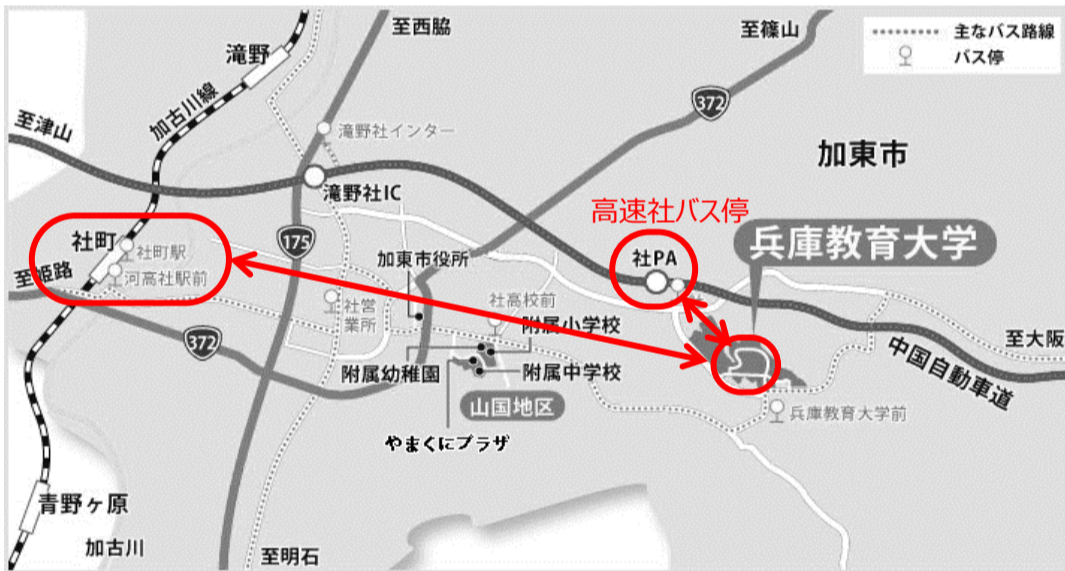 至西脇
至篠山
主なバス路線
バス停
滝野
加古川線
372
至津山
滝野社インター
加東市
滝野社IC
高速社バス停
兵庫教育大学
社町
社町駅
175
加東市役所
社PA
至姫路
河高社駅前
社営
業所
社高校前
附属小学校
372
至大阪
附属幼稚園
附属中学校
中国自動車道
山国地区
兵庫教育大学前
やまくにプラザ
青野ヶ原
加古川
至明石